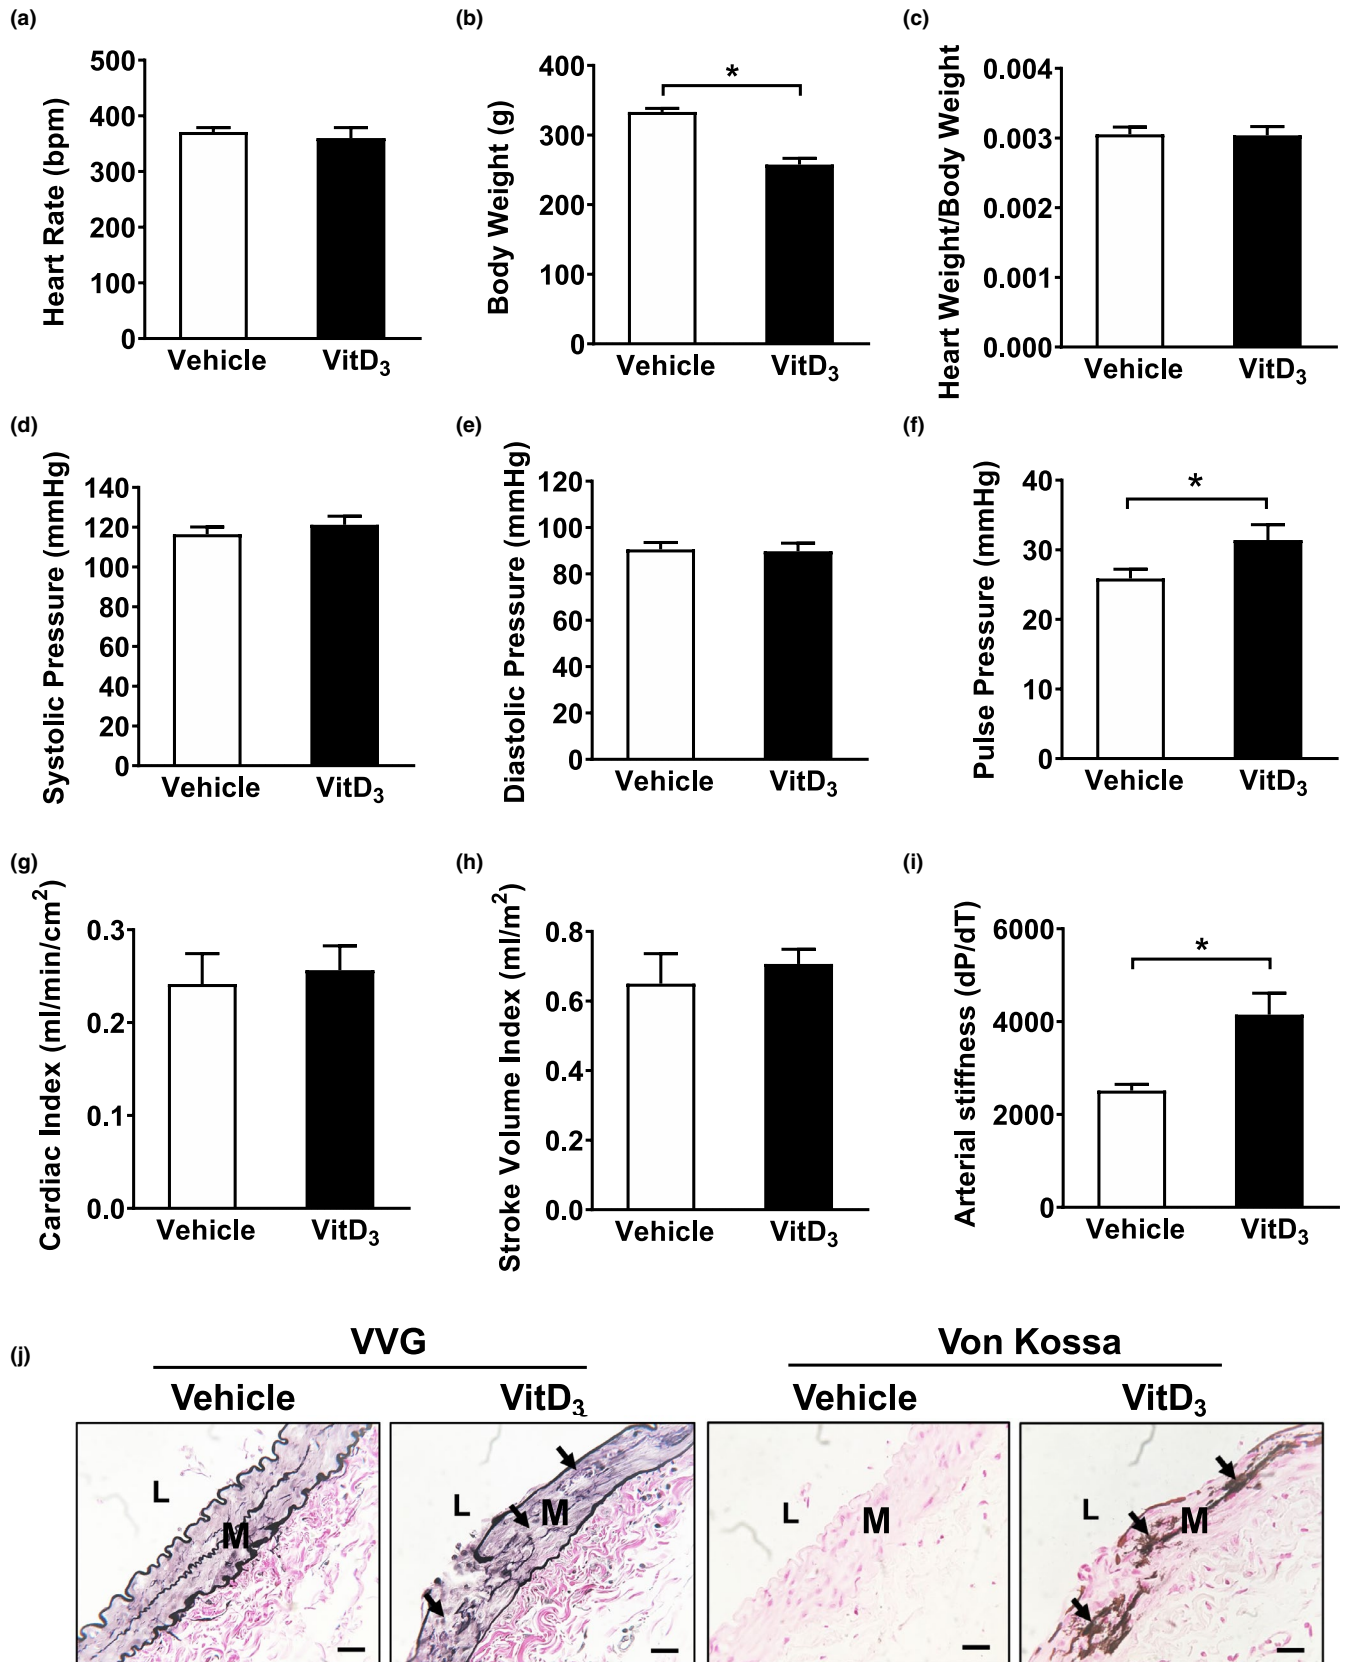 (a)
Heart Rate (bpm)
500
400
300
200
100
0
Vehicle VitD₃
(b)
Body Weight (g)
400
300
200
100
0
*
Vehicle VitD₃
(c)
Heart Weight/Body Weight
0.004
0.003
0.002
0.001
0.000
Vehicle VitD₃
(d)
Systolic Pressure (mmHg)
140
120
100
80
60
40
20
0
Vehicle VitD₃
(e)
Diastolic Pressure (mmHg)
120
100
80
60
40
20
0
Vehicle VitD₃
(f)
Pulse Pressure (mmHg)
40
30
20
10
0
*
Vehicle VitD₃
(g)
Cardiac Index (ml/min/cm²)
0.3
0.2
0.1
0.0
Vehicle VitD₃
(h)
Stroke Volume Index (ml/m²)
0.8
0.6
0.4
0.2
0.0
Vehicle VitD₃
(i)
Arterial stiffness (dP/dT)
6000
4000
2000
0
*
Vehicle VitD₃
(j)
VVG Von Kossa
Vehicle VitD₃ Vehicle VitD₃
L M
L M
L M
L M